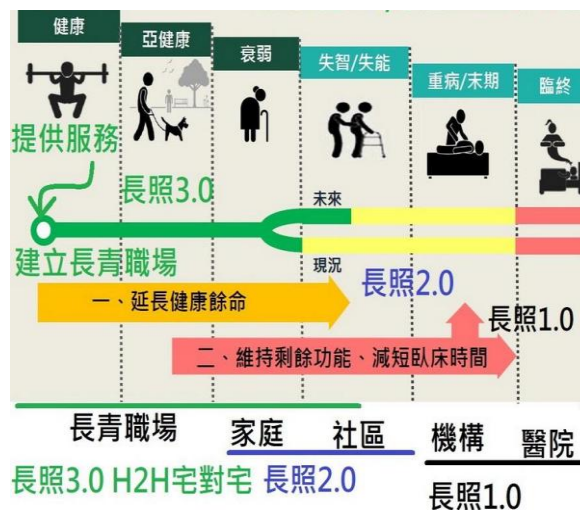 健康
亞健康
衰弱
失智/失能
重病/末期
臨終
提供服務
長照3.0
未來
建立長青職場
現況
長照2.0
一、延長健康餘命
長照1.0
二、維持剩餘功能、減短臥床時間
長青職場
家庭
社區
機構
醫院
長照3.0 H2H宅對宅
長照2.0
長照1.0